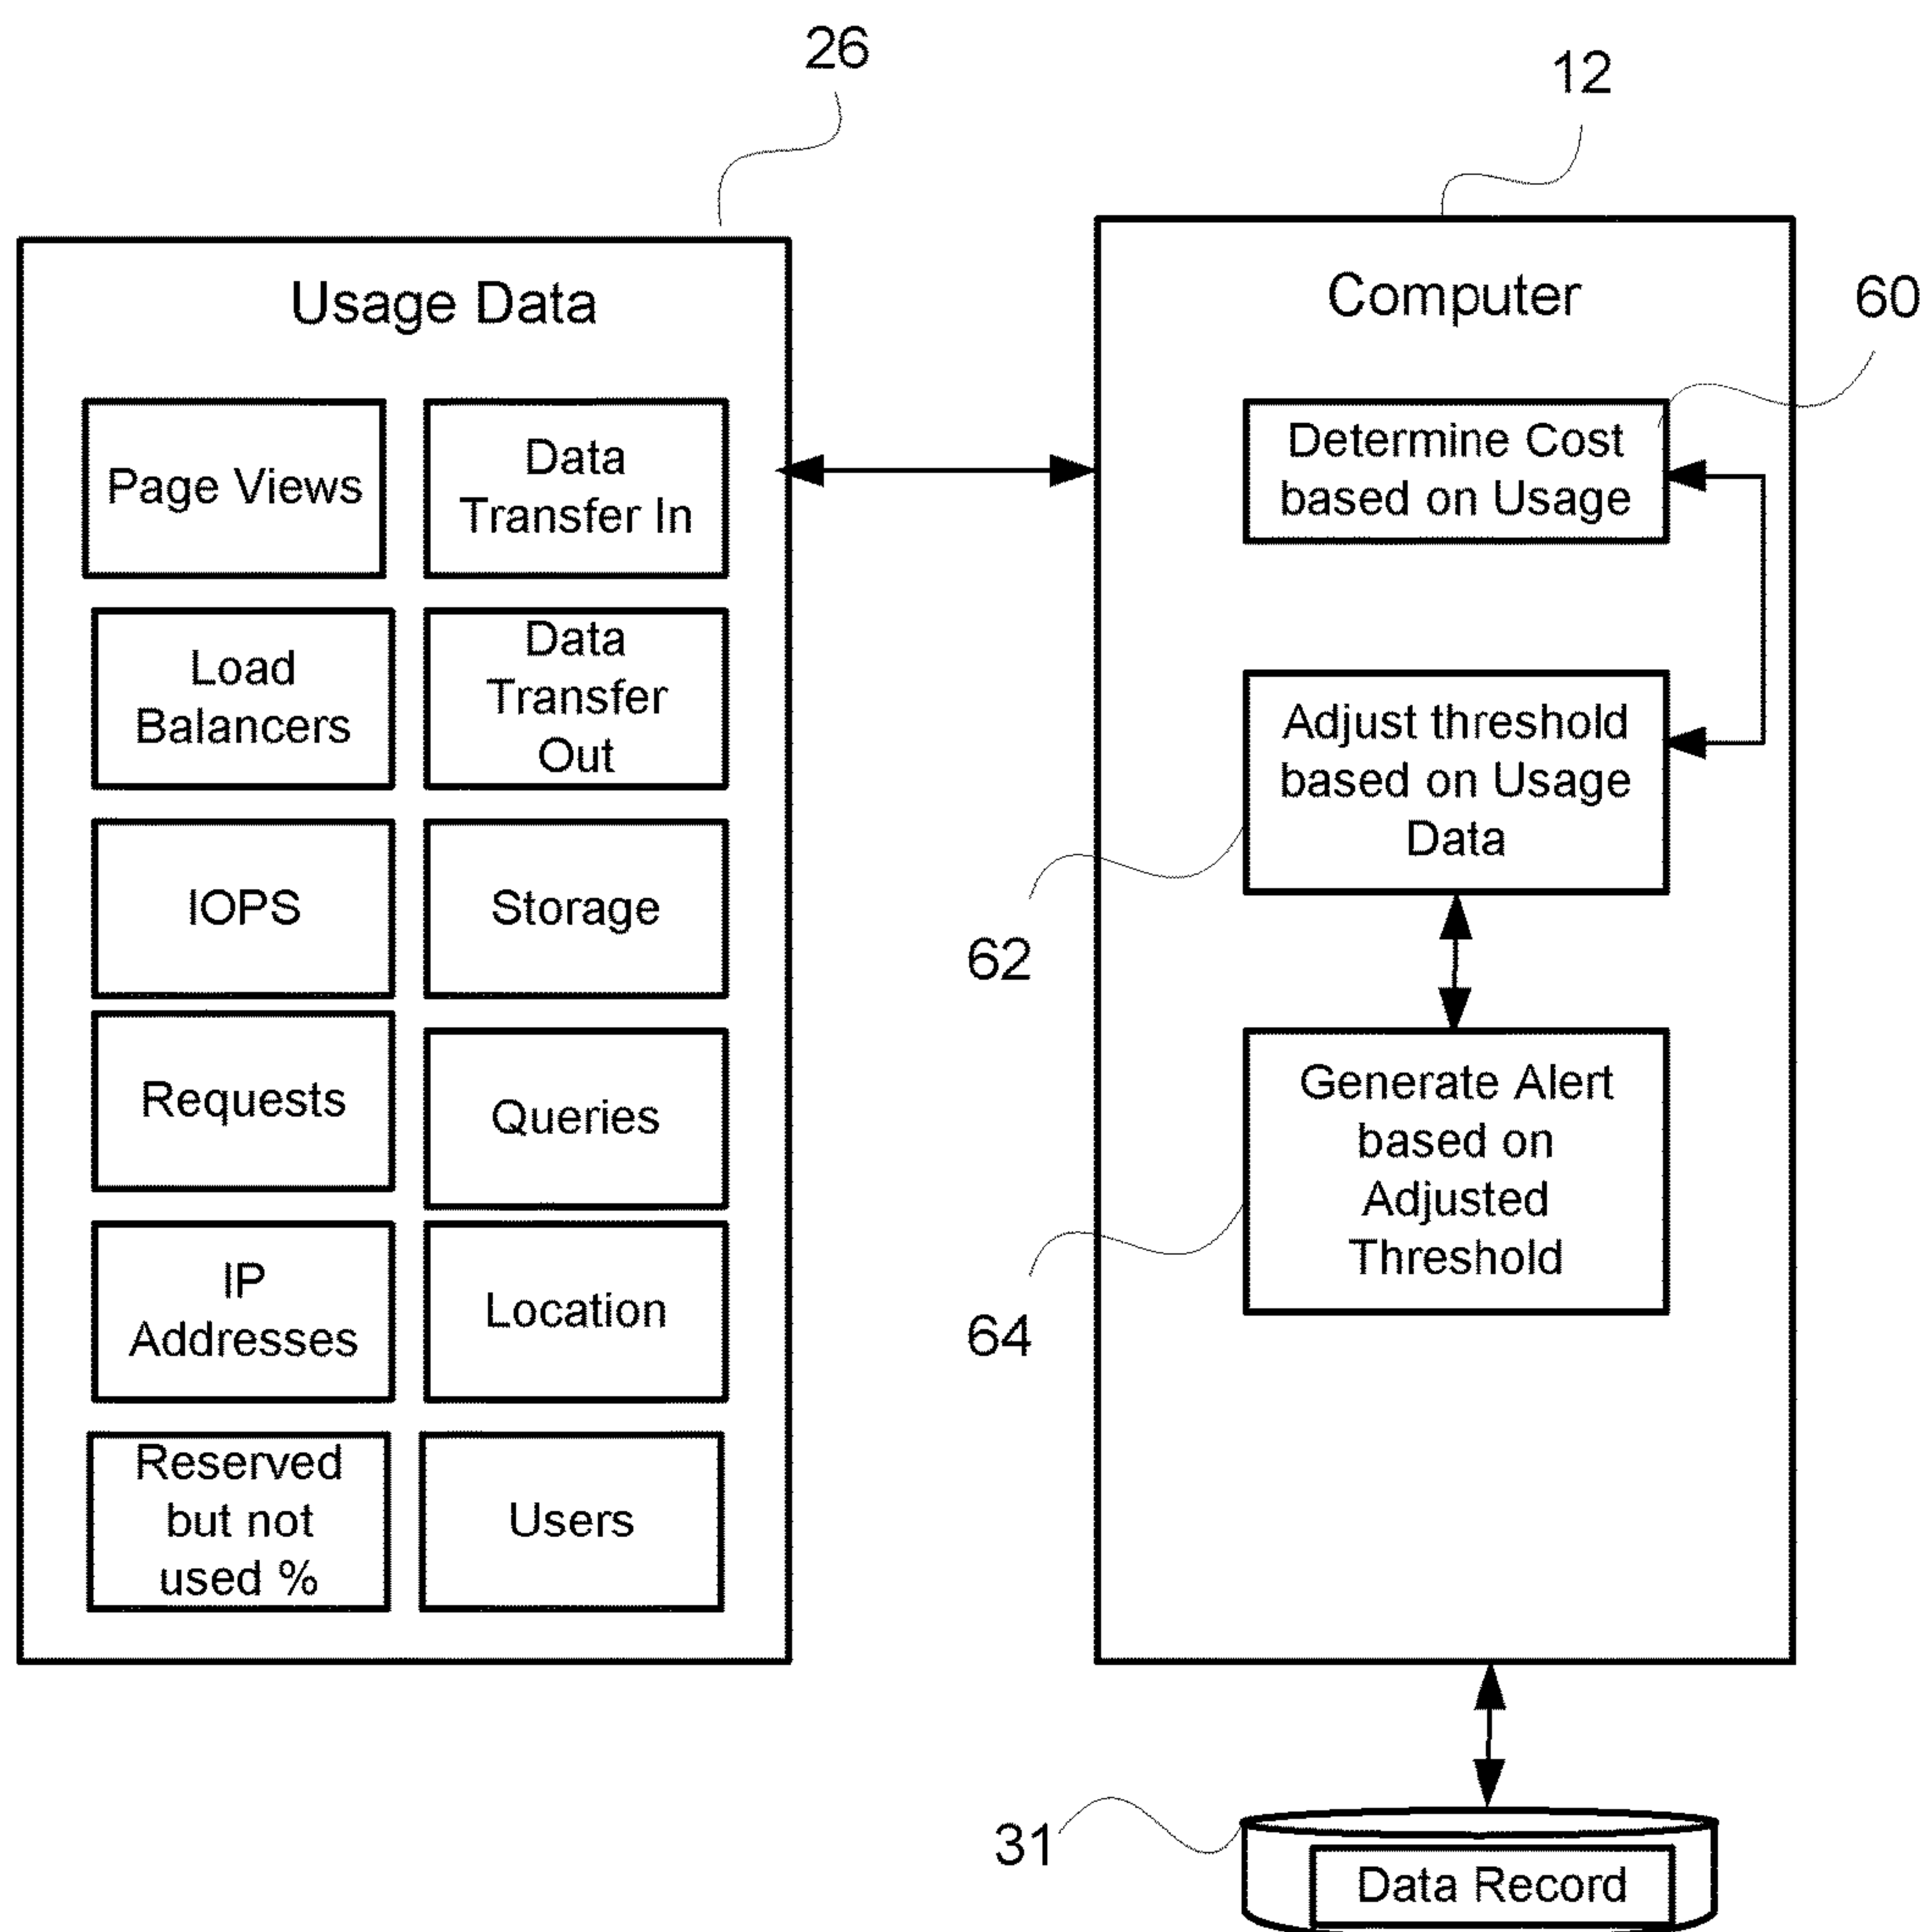 26
12
Usage Data
Computer
60
Page Views
Data
Transfer In
Determine Cost
based on Usage
Load
Balancers
Data
Transfer
Out
Adjust threshold
based on Usage
Data
62
IOPS
Storage
Requests
Queries
Generate Alert
based on
Adjusted
Threshold
64
IP
Addresses
Location
Reserved
but not
used %
Users
31
Data Record